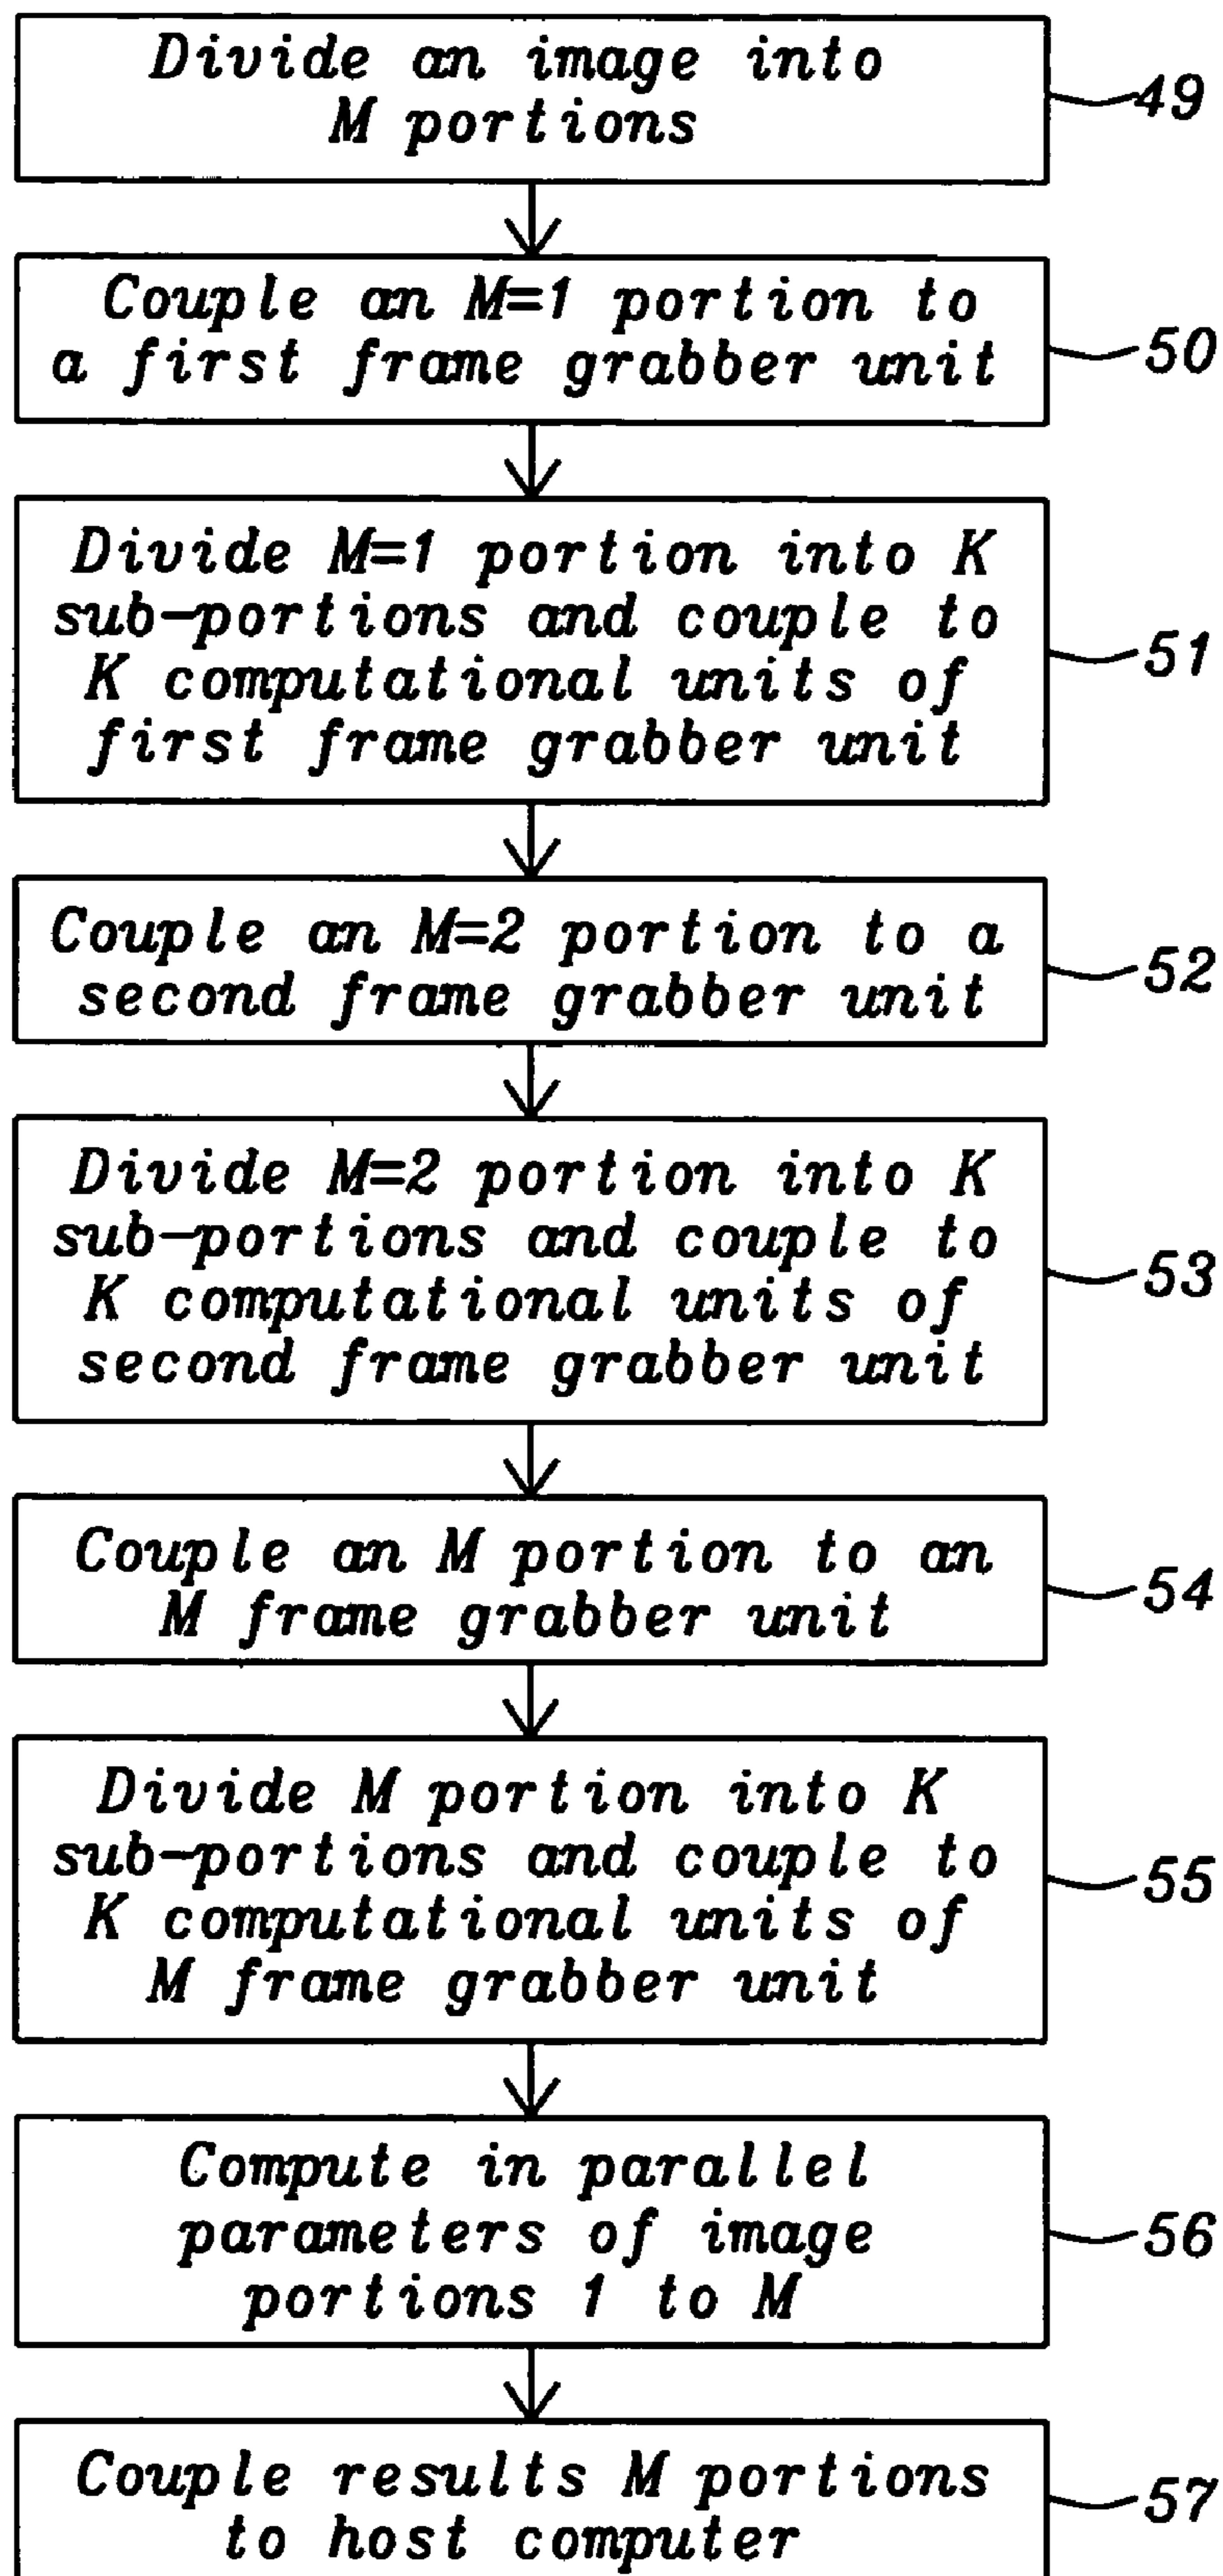 Divide an image into
M portions
49
Couple an M=1 portion to
a first frame grabber unit
50
Divide M=1 portion into K
sub-portions and couple to
K computational units of
first frame grabber unit
51
Couple an M=2 portion to a
second frame grabber unit
52
Divide M=2 portion into K
sub-portions and couple to
K computational units of
second frame grabber unit
53
Couple an M portion to an
M frame grabber unit
54
Divide M portion into K
sub-portions and couple to
K computational units of
M frame grabber unit
55
Compute in parallel
parameters of image
portions 1 to M
56
Couple results M portions
to host computer
57